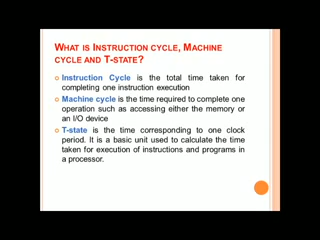 WHAT IS INSTRUCTION CYCLE, MACHINE
CYCLE AND T-STATE?
Instruction Cycle is the total time taken for
completing one instruction execution
Machine cycle is the time required to complete one
operation such as accessing either the memory or
an I/O device
T-state is the time corresponding to one clock
period. It is a basic unit used to calculate the time
taken for execution of instructions and programs in
a processor.